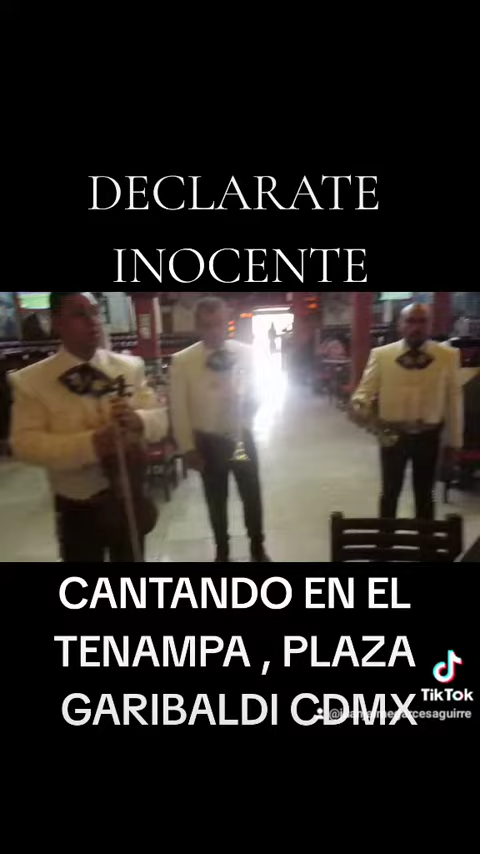 DECLARATE
INOCENTE
CANTANDO EN EL
TENAMPA , PLAZA
GARIBALDI CDMX
TikTok